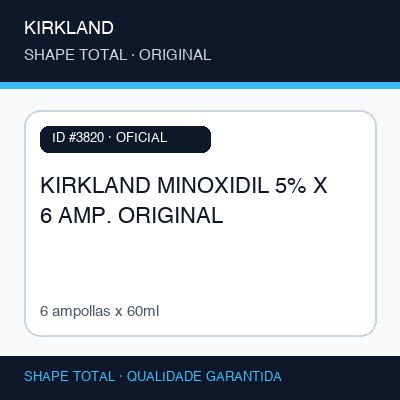 KIRKLAND
SHAPE TOTAL · ORIGINAL
ID #3820 · OFICIAL
KIRKLAND MINOXIDIL 5% X
6 AMP. ORIGINAL
6 ampollas x 60ml
SHAPE TOTAL · QUALIDADE GARANTIDA